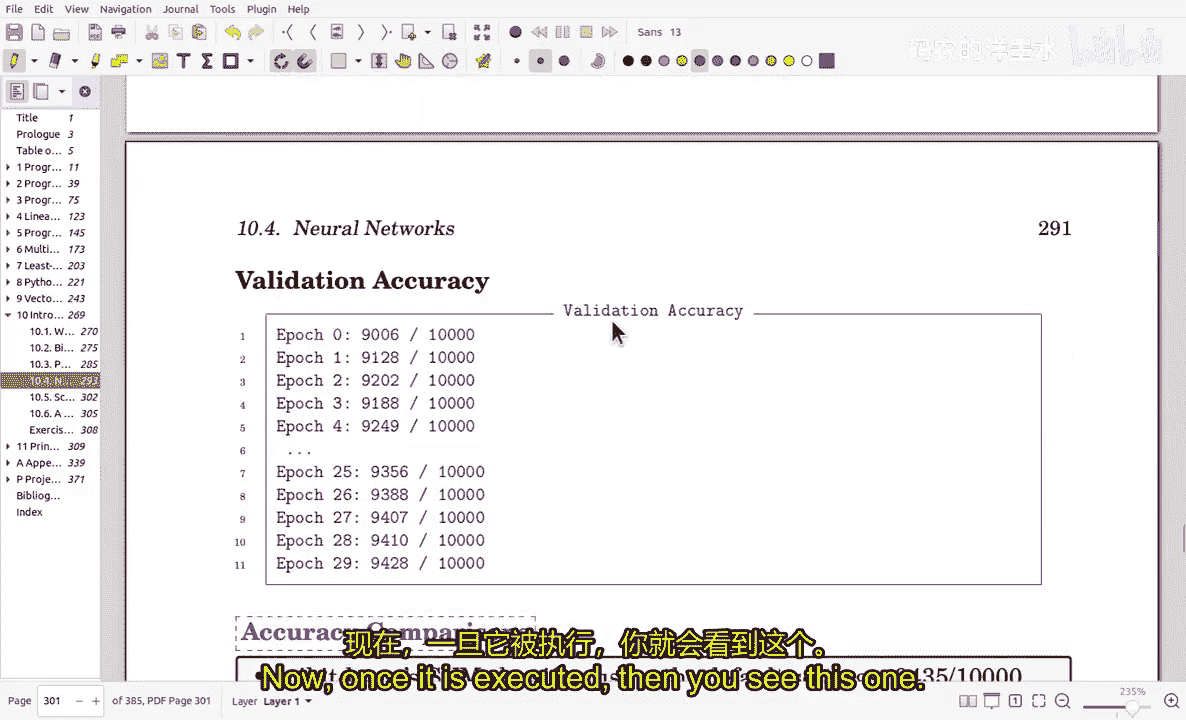 File Edit View Navigation Journal Tools Plugin Help
Sans 13
Title 1
Prologue 3
Table o... 5
1 Progr... 11
2 Progr... 39
3 Progr... 75
4 Linea... 123
5 Progr... 145
6 Multi... 173
7 Least-... 203
8 Pytho... 221
9 Vecto... 243
10 Intro... 269
10.1. W... 270
10.2. Bi... 275
10.3. P... 285
10.4. N... 293
10.5. Sc... 302
10.6. A ... 305
Exercis... 308
11 Prin... 309
A Appe... 339
P Proje... 371
Bibliog...
Index
10.4. Neural Networks 291
Validation Accuracy
Validation Accuracy
1 Epoch 0: 9006 / 10000
2 Epoch 1: 9128 / 10000
3 Epoch 2: 9202 / 10000
4 Epoch 3: 9188 / 10000
5 Epoch 4: 9249 / 10000
6 ...
7 Epoch 25: 9356 / 10000
8 Epoch 26: 9388 / 10000
9 Epoch 27: 9407 / 10000
10 Epoch 28: 9410 / 10000
11 Epoch 29: 9428 / 10000
Accuracy Comparisons
9435/10000
现在，一旦它被执行，你就会看到这个。
Now, once it is executed, then you see this one.
Page 301 of 385, PDF Page 301 Layer Layer 1
235%
bilibili